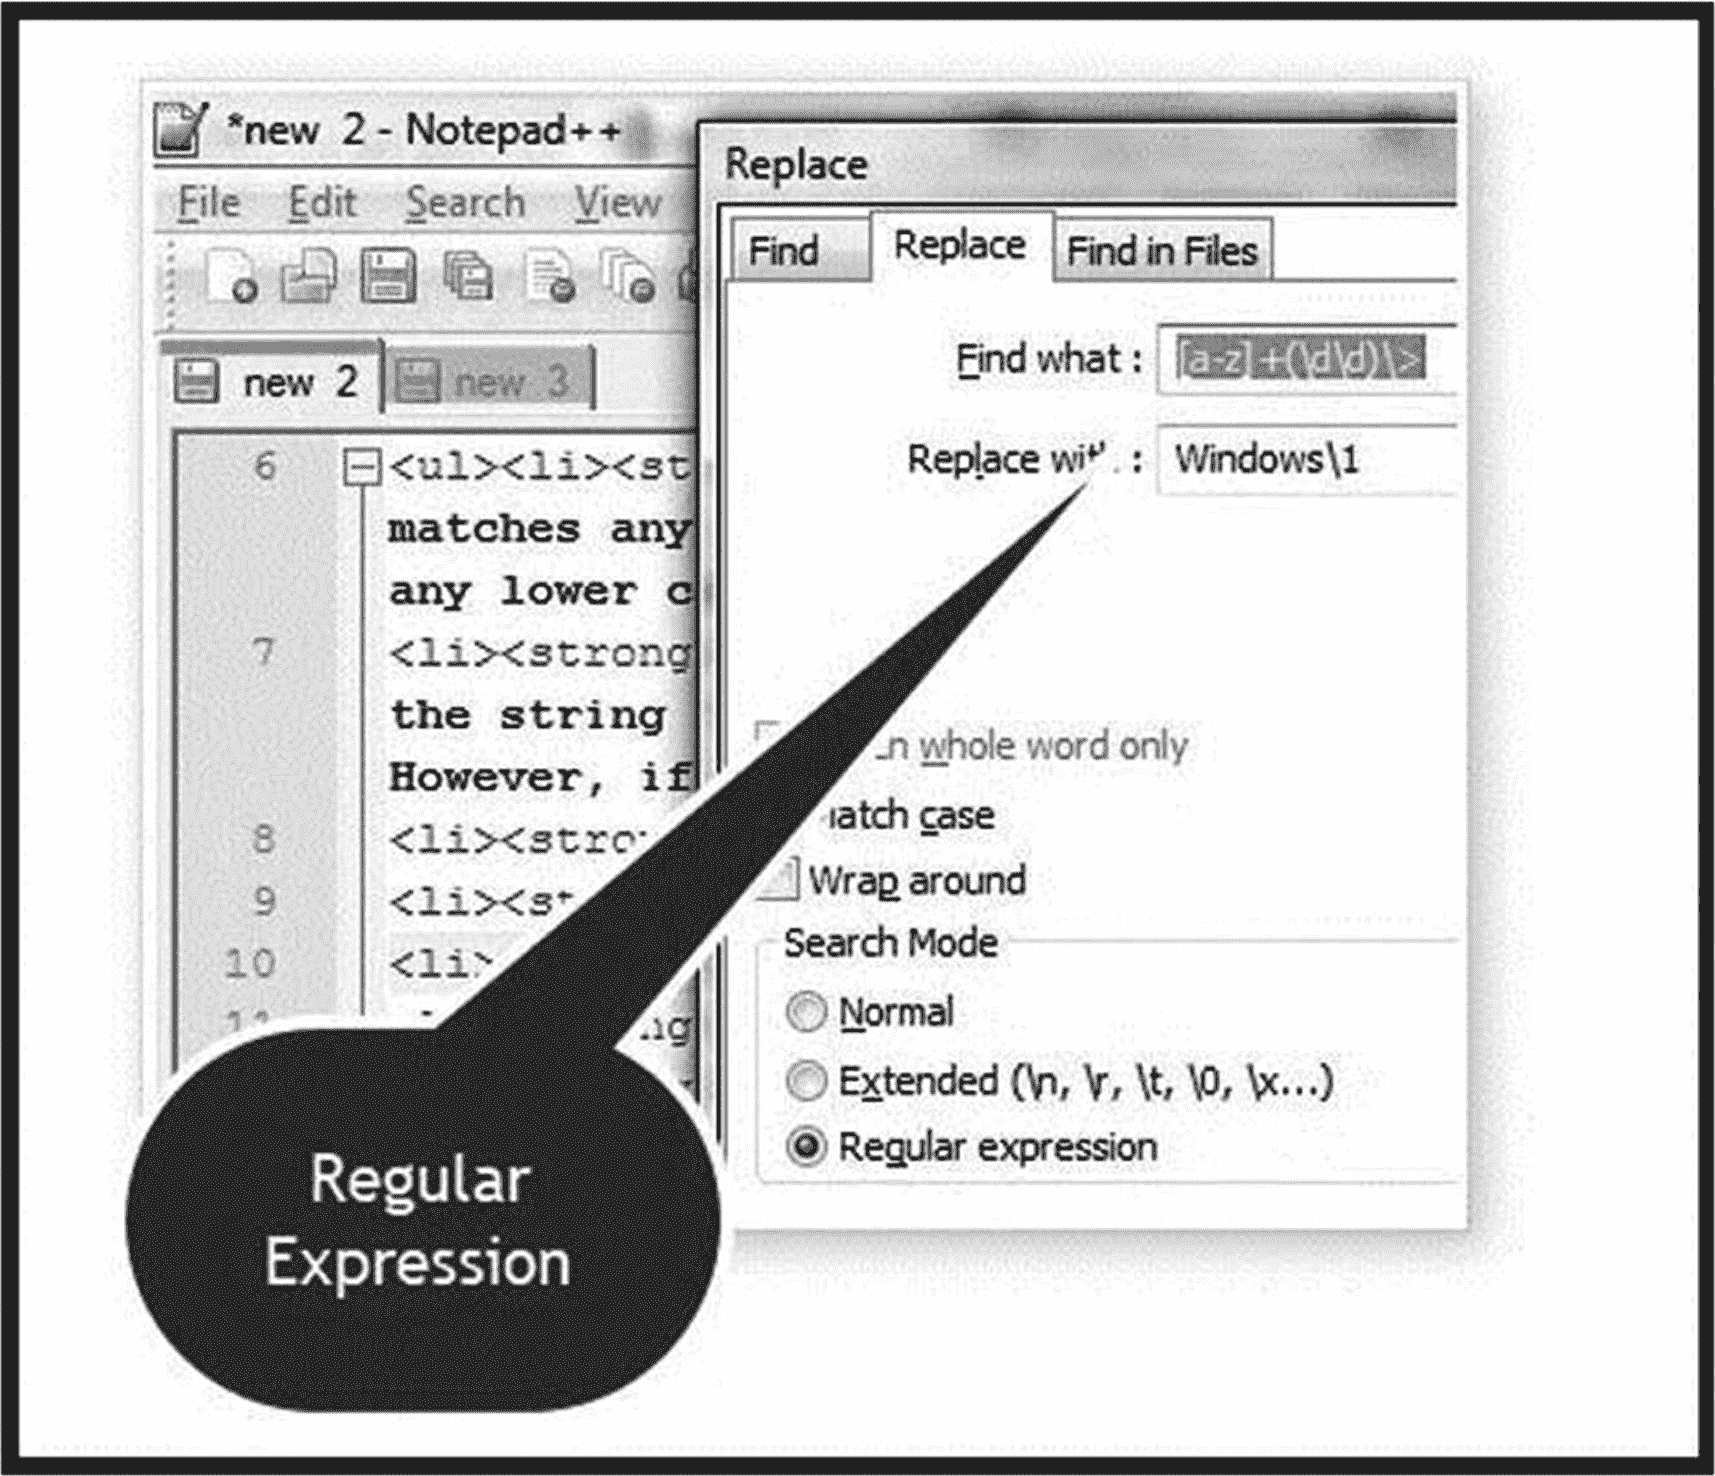 *new 2 - Notepad++
File Edit Search View
new 2 new 3
6 <ul><li><st
matches any
any lower c
7 <li><strong
the string
However, if
8 <li><stro
9 <li><st
10 <li>
11
Replace
Find Replace Find in Files
Find what : [a-z]+(\d\d)\>
Replace wit : Windows\1
whole word only
atch case
Wrap around
Search Mode
Normal
Extended (\n, \r, \t, \0, \x...)
Regular expression
Regular
Expression